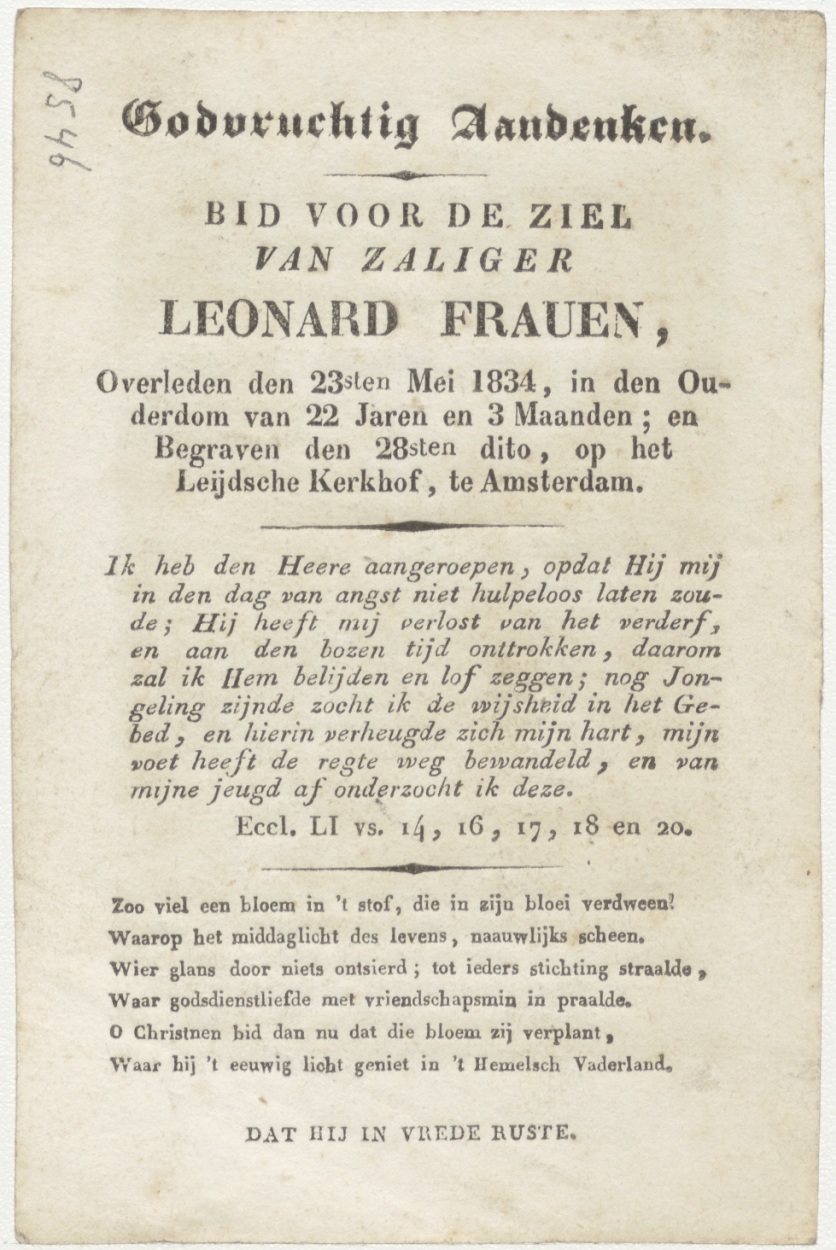 9458
Godvruchtig Aandenken.
BID VOOR DE ZIEL
VAN ZALIGER
LEONARD FRAUEN,
Overleden den 23sten Mei 1834, in den Ou-
derdom van 22 Jaren en 3 Maanden; en
Begraven den 28sten dito, op het
Leijdsche Kerkhof, te Amsterdam.
Ik heb den Heere aangeroepen, opdat Hij mij
in den dag van angst niet hulpeloos laten zou-
de; Hij heeft mij verlost van het verderf,
en aan den bozen tijd onttrokken, daarom
zal ik Hem belijden en lof zeggen; nog Jon-
geling zijnde zocht ik de wijsheid in het Ge-
bed, en hierin verheugde zich mijn hart, mijn
voet heeft de regte weg bewandeld, en van
mijne jeugd af onderzocht ik deze.
Eccl. LI vs. 14, 16, 17, 18 en 20.
Zoo viel een bloem in 't stof, die in zijn bloei verdween!
Waarop het middaglicht des levens, naauwlijks scheen.
Wier glans door niets ontsierd; tot ieders stichting straalde,
Waar godsdienstliefde met vriendschapsmin in praalde.
O Christnen bid dan nu dat die bloem zij verplant,
Waar hij 't eeuwig licht geniet in 't Hemelsch Vaderland.
DAT HIJ IN VREDE RUSTE.